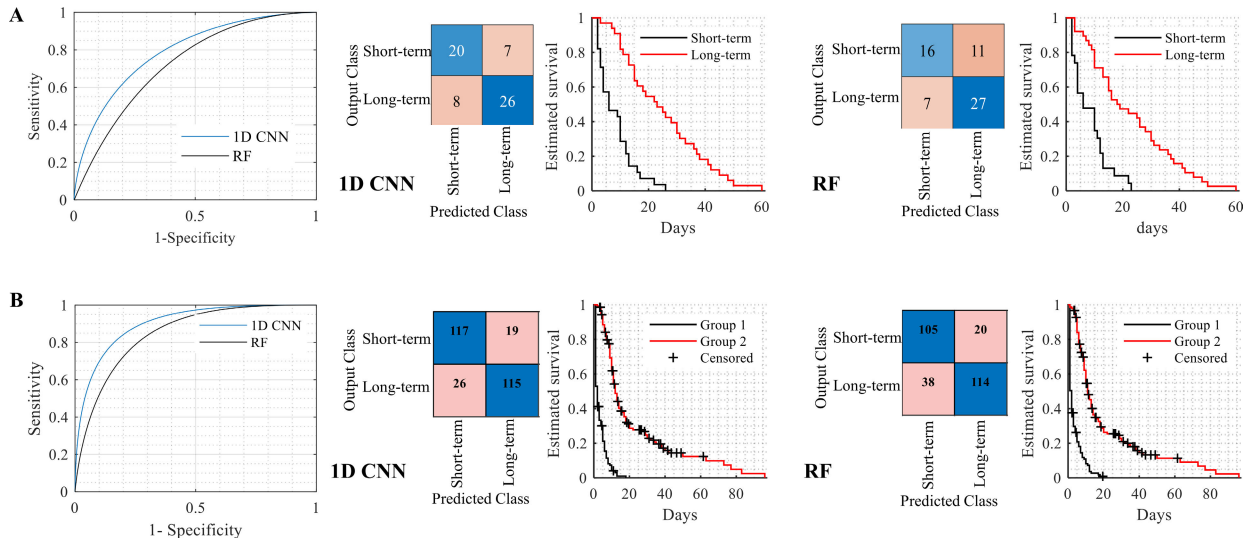 A
Sensitivity
1
0.8
0.6
0.4
0.2
0
0
0.5
1
1-Specificity
1D CNN
RF
1D CNN
Output Class
Short-term
Long-term
20
7
8
26
Short-term
Long-term
Predicted Class
Estimated survival
1
0.8
0.6
0.4
0.2
0
0
20
40
60
Days
Short-term
Long-term
RF
Output Class
Short-term
Long-term
16
11
7
27
Short-term
Long-term
Predicted Class
Estimated survival
1
0.8
0.6
0.4
0.2
0
0
20
40
60
days
Short-term
Long-term
B
Sensitivity
1
0.8
0.6
0.4
0.2
0
0
0.5
1
1- Specificity
1D CNN
RF
1D CNN
Output Class
Short-term
Long-term
117
19
26
115
Short-term
Long-term
Predicted Class
Estimated survival
1
0.8
0.6
0.4
0.2
0
0
20
40
60
80
Days
Group 1
Group 2
Censored
RF
Output Class
Short-term
Long-term
105
20
38
114
Short-term
Long-term
Predicted Class
Estimated survival
1
0.8
0.6
0.4
0.2
0
0
20
40
60
80
Days
Group 1
Group 2
Censored